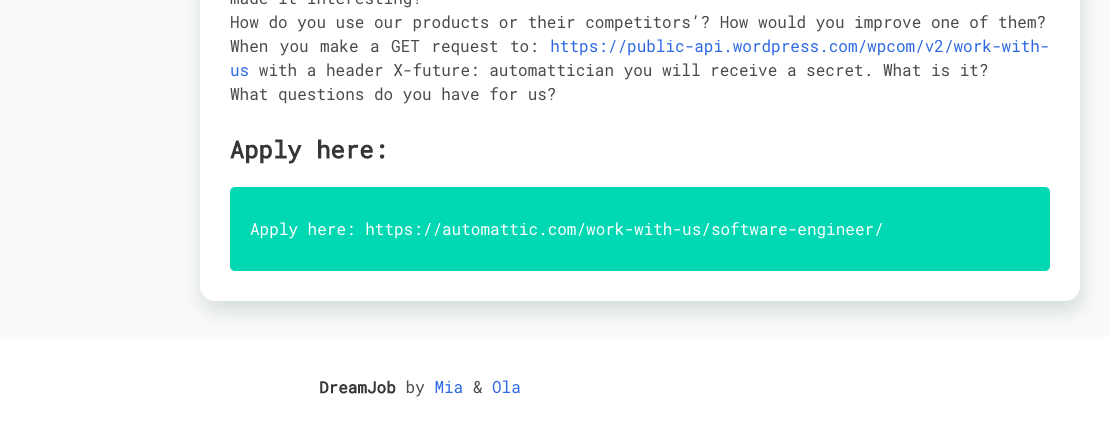 made it interesting?
How do you use our products or their competitors’? How would you improve one of them?
When you make a GET request to: https://public-api.wordpress.com/wpcom/v2/work-with-
us with a header X-future: automattician you will receive a secret. What is it?
What questions do you have for us?
Apply here:
Apply here: https://automattic.com/work-with-us/software-engineer/
DreamJob by Mia & Ola